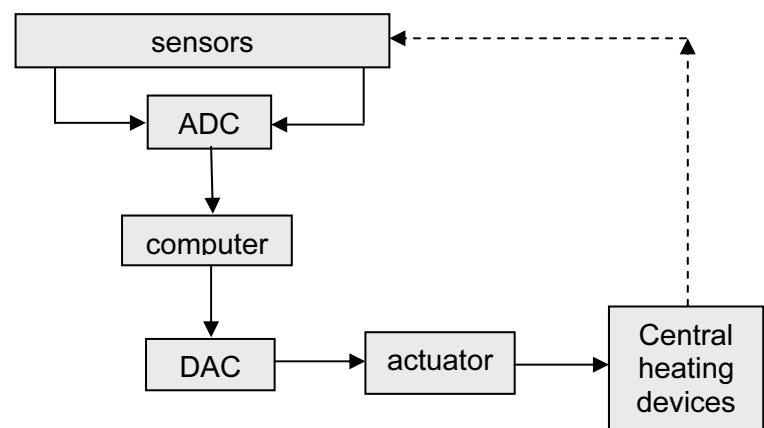 sensors
ADC
computer
DAC
actuator
Central
heating
devices